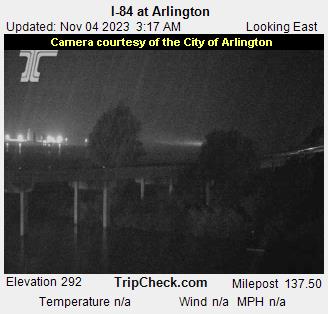 I-84 at Arlington
Updated: Nov 04 2023 3:17 AM Looking East
Camera courtesy of the City of Arlington
Elevation 292 TripCheck.com Milepost 137.50
Temperature n/a Wind n/a MPH n/a